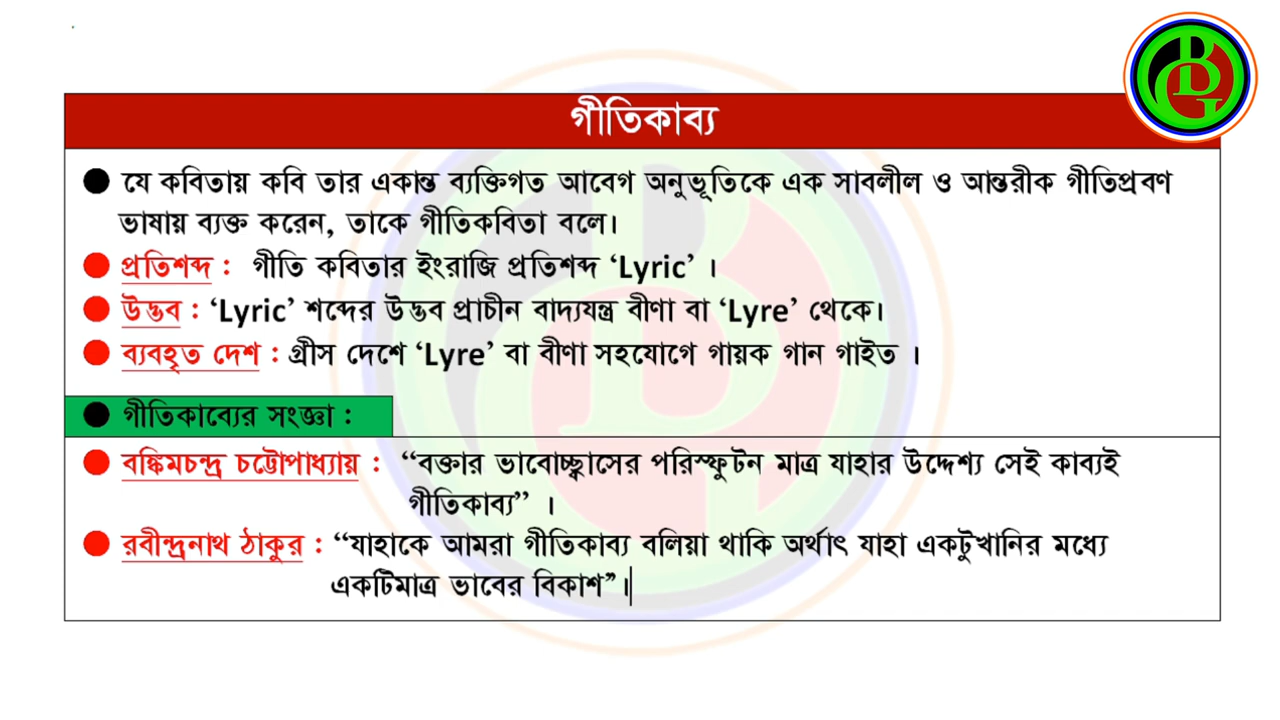 গীতিকাব্য
● যে কবিতায় কবি তার একান্ত ব্যক্তিগত আবেগ অনুভূতিকে এক সাবলীল ও আন্তরীক গীতিপ্রবণ
ভাষায় ব্যক্ত করেন, তাকে গীতিকবিতা বলে।
● প্রতিশব্দ : গীতি কবিতার ইংরাজি প্রতিশব্দ ‘Lyric’ ।
● উদ্ভব : ‘Lyric’ শব্দের উদ্ভব প্রাচীন বাদ্যযন্ত্র বীণা বা ‘Lyre’ থেকে।
● ব্যবহৃত দেশ : গ্রীস দেশে ‘Lyre’ বা বীণা সহযোগে গায়ক গান গাইত ।
● গীতিকাব্যের সংজ্ঞা :
● বঙ্কিমচন্দ্র চট্টোপাধ্যায় : “বক্তার ভাবোচ্ছ্বাসের পরিস্ফুটন মাত্র যাহার উদ্দেশ্য সেই কাব্যই
গীতিকাব্য” ।
● রবীন্দ্রনাথ ঠাকুর : “যাহাকে আমরা গীতিকাব্য বলিয়া থাকি অর্থাৎ যাহা একটুখানির মধ্যে
একটিমাত্র ভাবের বিকাশ”।